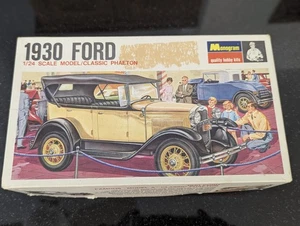 1930 FORD
1/24 SCALE MODEL/CLASSIC PHAETON
Monogram
quality hobby kits